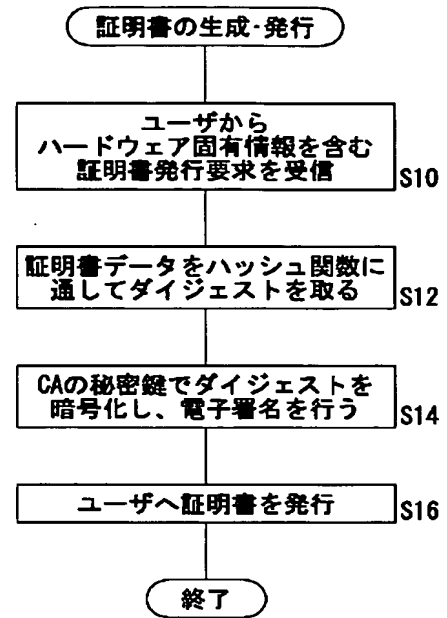 証明書の生成・発行
ユーザから
ハードウェア固有情報を含む
証明書発行要求を受信
S10
証明書データをハッシュ関数に
通してダイジェストを取る
S12
CAの秘密鍵でダイジェストを
暗号化し、電子署名を行う
S14
ユーザへ証明書を発行
S16
終了